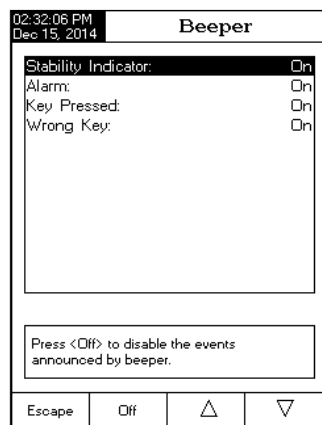 02:32:06 PM
Dec 15, 2014
Beeper
Stability Indicator: On
Alarm: On
Key Pressed: On
Wrong Key: On
Press <Off> to disable the events
announced by beeper.
Escape Off △ ▽